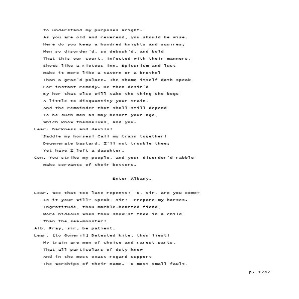 To understand my purposes aright.
As you are old and reverend, you should be wise.
Here do you keep a hundred knights and squires;
Men so disorder'd, so debosh'd, and bold
That this our court, infected with their manners,
Shows like a riotous inn. Epicurism and lust
Make it more like a tavern or a brothel
Than a grac'd palace. The shame itself doth speak
For instant remedy. Be then desir'd
By her that else will take the thing she begs
A little to disquantity your train,
And the remainder that shall still depend
To be such men as may besort your age,
Which know themselves, and you.
Lear. Darkness and devils!
Saddle my horses! Call my train together!
Degenerate bastard, I'll not trouble thee;
Yet have I left a daughter.
Gon. You strike my people, and your disorder'd rabble
Make servants of their betters.
Enter Albany.
Lear. Woe that too late repents!- O, sir, are you come?
Is it your will? Speak, sir!- Prepare my horses.
Ingratitude, thou marble-hearted fiend,
More hideous when thou show'st thee in a child
Than the sea-monster!
Alb. Pray, sir, be patient.
Lear. [to Goneril] Detested kite, thou liest!
My train are men of choice and rarest parts,
That all particulars of duty know
And in the most exact regard support
The worships of their name.- O most small fault,